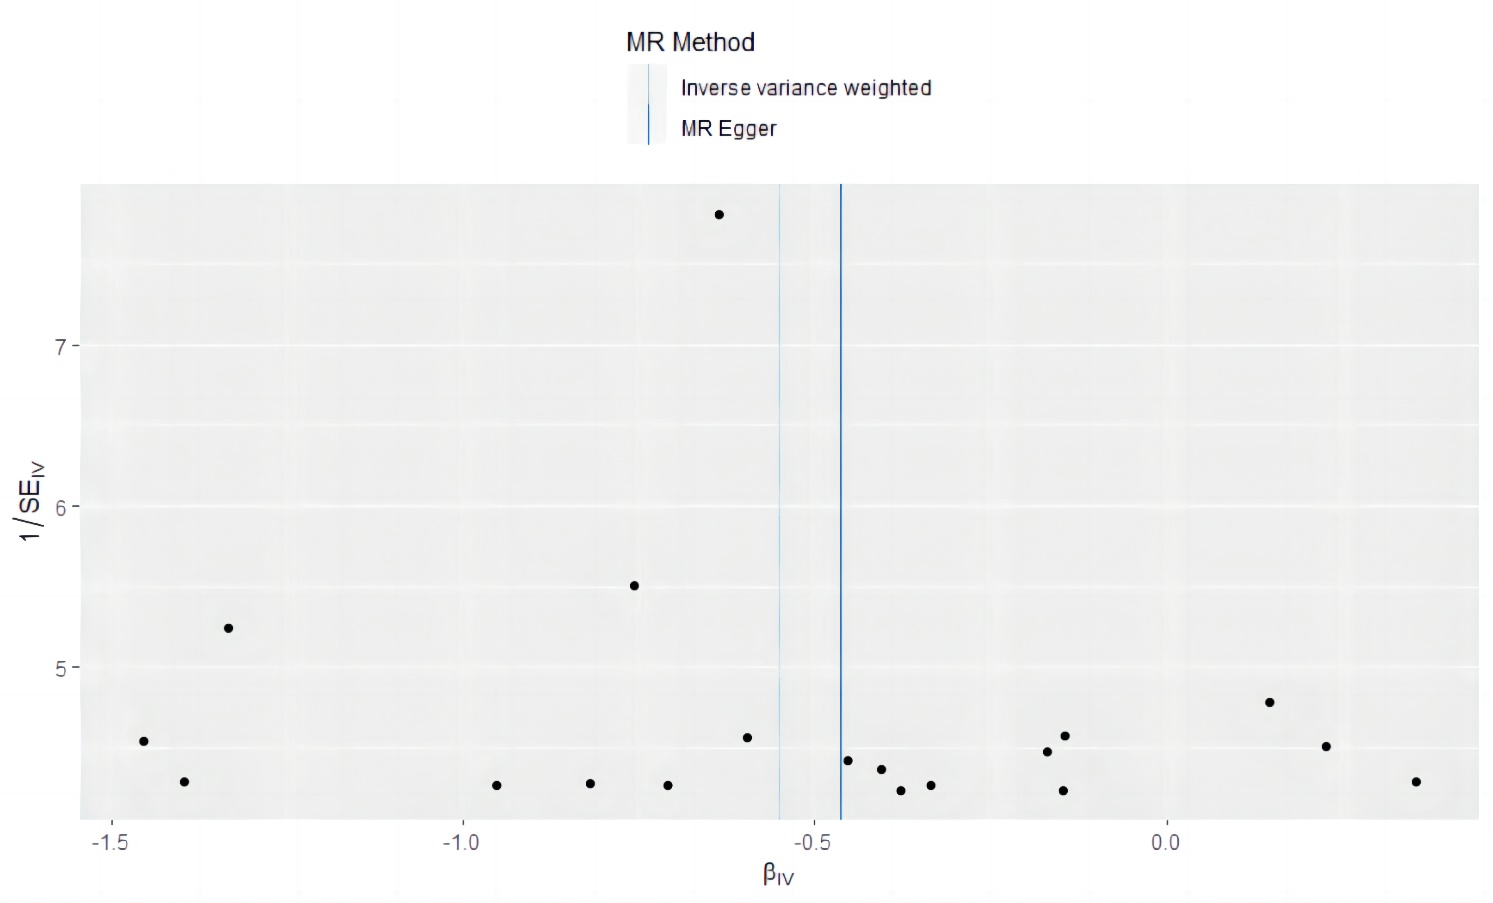 MR Method
Inverse variance weighted
MR Egger
7
6
5
1/SE_IV
-1.5 -1.0 -0.5 0.0
β_IV